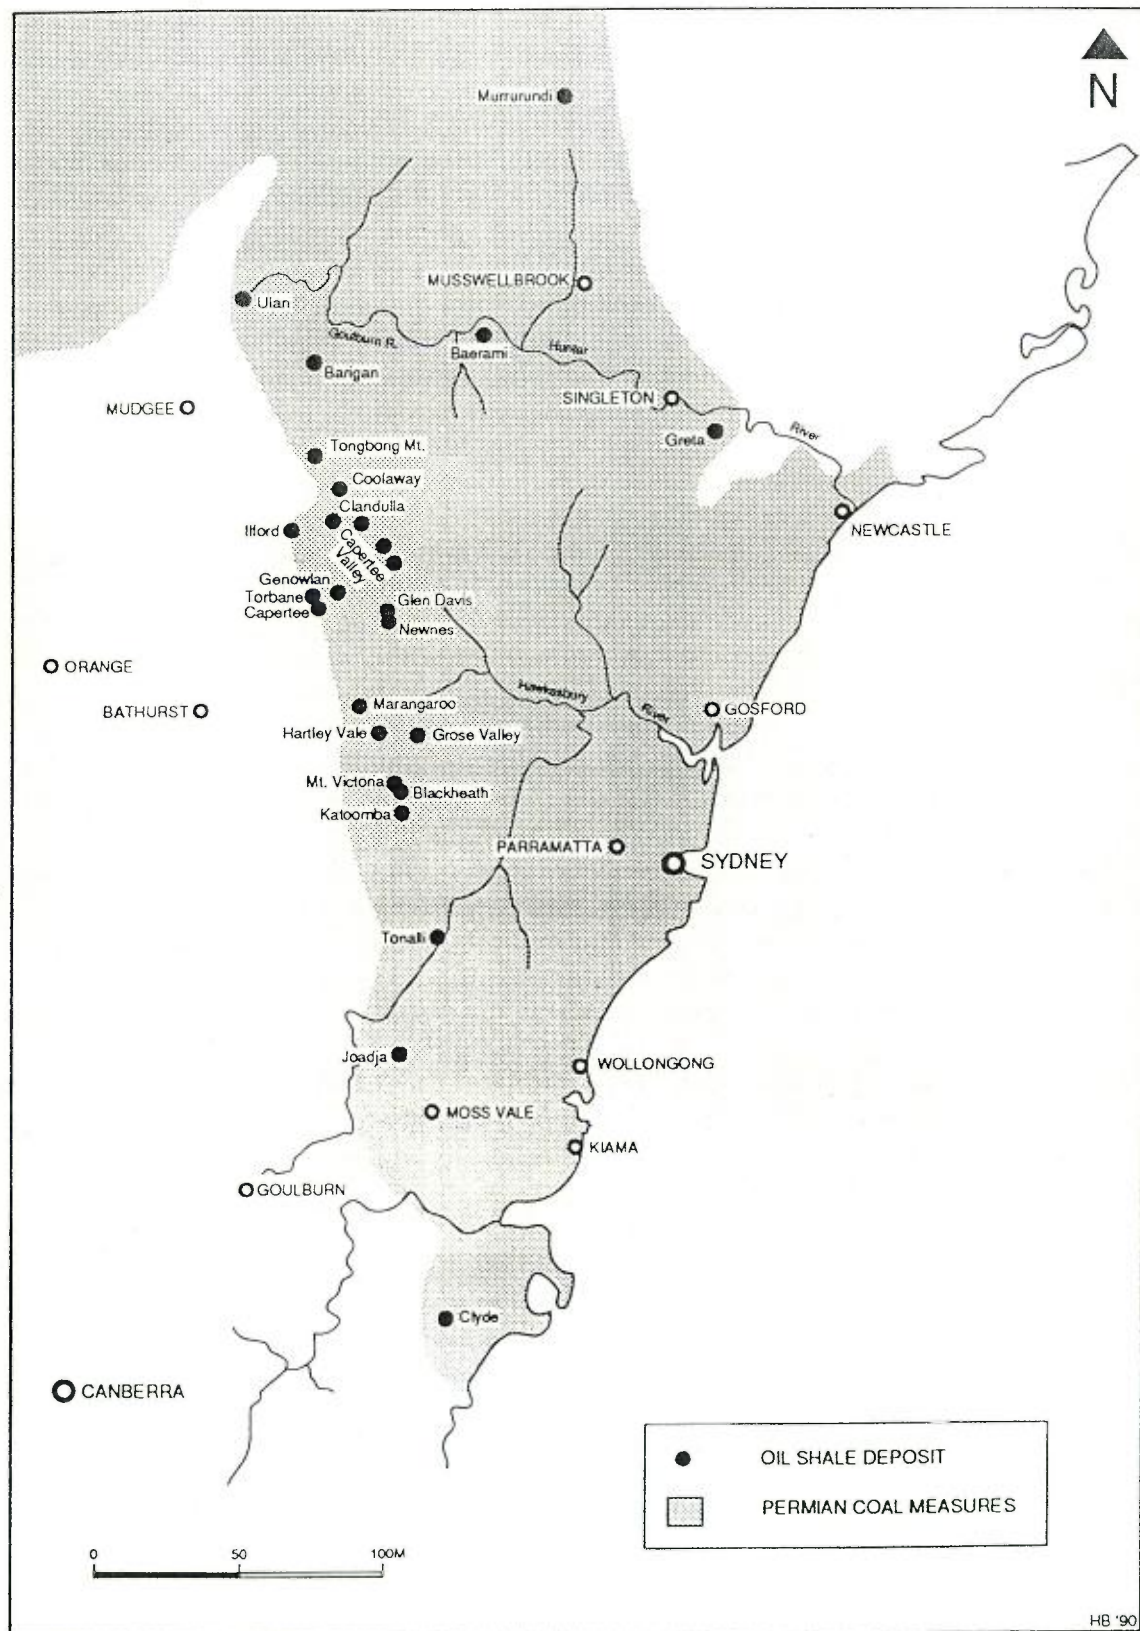 N
Murrurundi
MUSSWELLBROOK
Ulan
Goulburn R.
Baerami
Hunter
Barigan
SINGLETON
MUDGEE
River
Greta
Tongbong Mt.
Coolaway
Clandulla
Ilford
NEWCASTLE
Capertee
Valley
Genowlan
Torbane
Capertee
Glen Davis
Newnes
ORANGE
Hawkesbury
River
Marangaroo
BATHURST
GOSFORD
Hartley Vale
Grose Valley
Mt. Victoria
Blackheath
Katoomba
PARRAMATTA
SYDNEY
Tonalli
Joadja
WOLLONGONG
MOSS VALE
KIAMA
GOULBURN
Clyde
CANBERRA
OIL SHALE DEPOSIT
PERMIAN COAL MEASURES
0 50 100M
HB '90